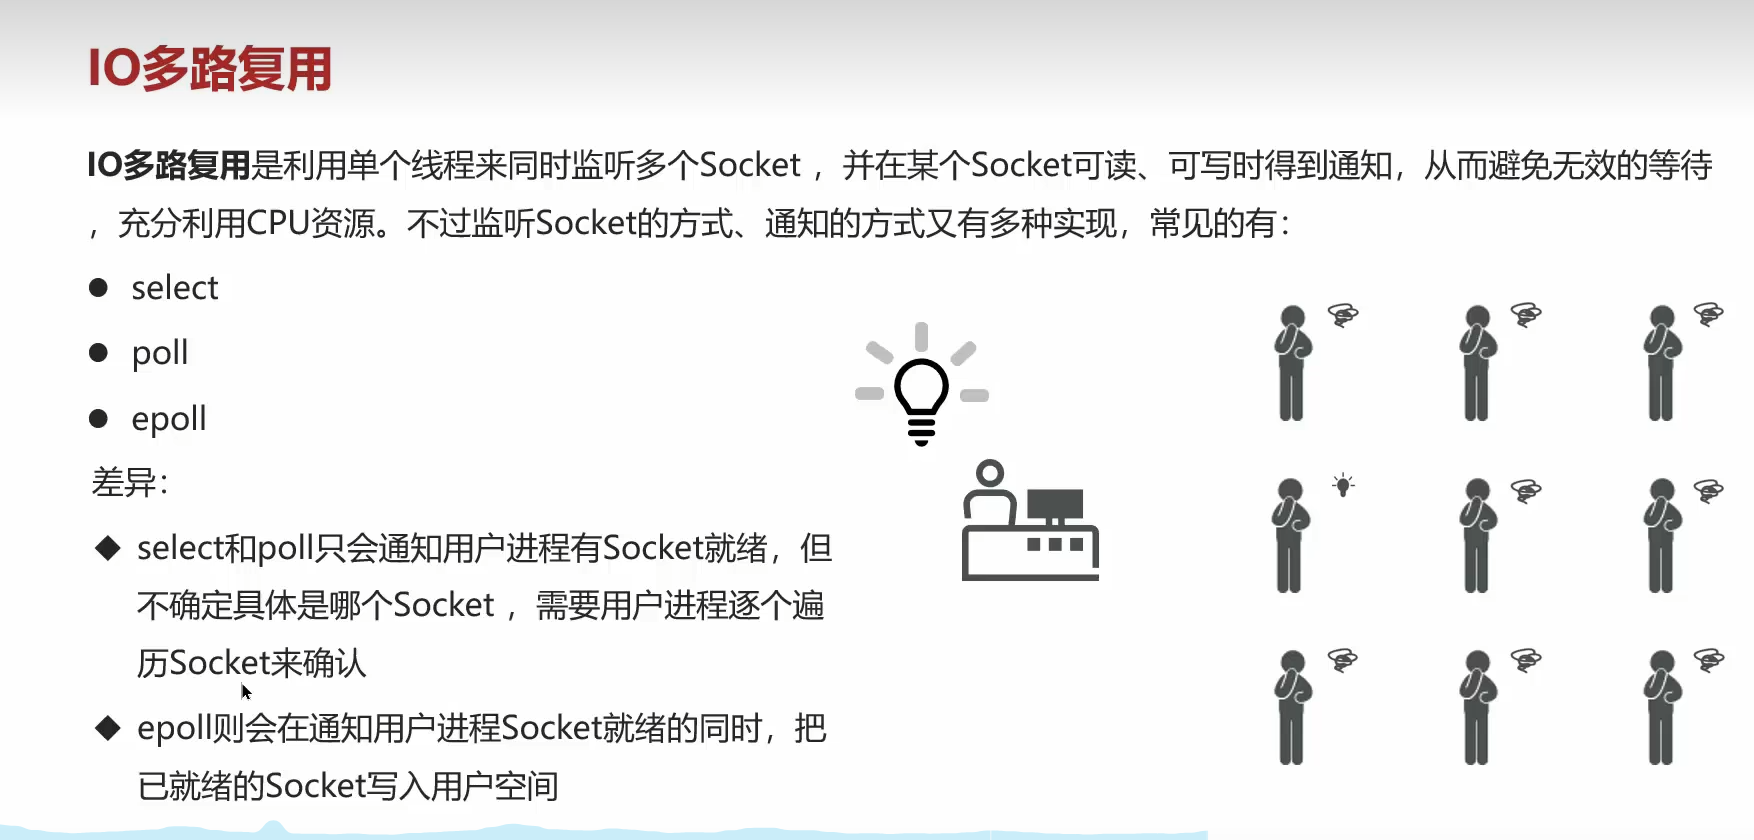 IO多路复用
IO多路复用是利用单个线程来同时监听多个Socket ，并在某个Socket可读、可写时得到通知，从而避免无效的等待
，充分利用CPU资源。不过监听Socket的方式、通知的方式又有多种实现，常见的有：
● select
● poll
● epoll
差异：
◆ select和poll只会通知用户进程有Socket就绪，但
不确定具体是哪个Socket ，需要用户进程逐个遍
历Socket来确认
◆ epoll则会在通知用户进程Socket就绪的同时，把
已就绪的Socket写入用户空间